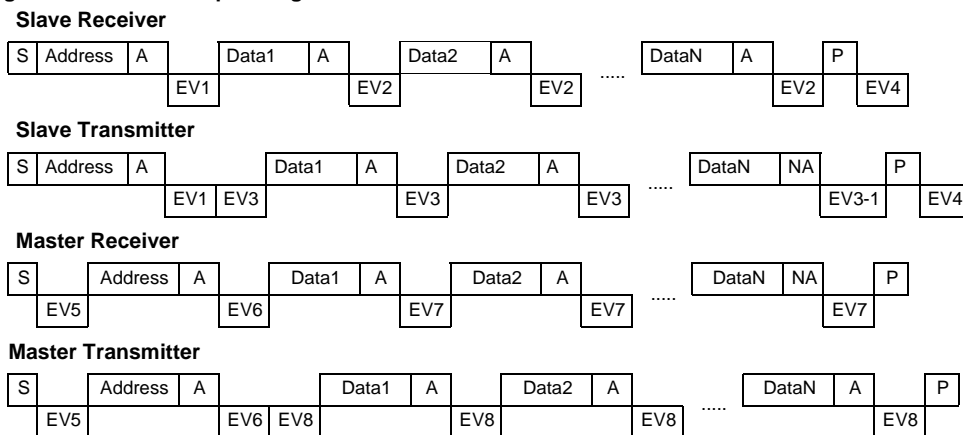 Slave Receiver
S Address A Data1 A Data2 A ..... DataN A P
EV1 EV2 EV2 EV2 EV4
Slave Transmitter
S Address A Data1 A Data2 A ..... DataN NA P
EV1 EV3 EV3 EV3 EV3-1 EV4
Master Receiver
S Address A Data1 A Data2 A ..... DataN NA P
EV5 EV6 EV7 EV7 EV7
Master Transmitter
S Address A Data1 A Data2 A ..... DataN A P
EV5 EV6 EV8 EV8 EV8 EV8